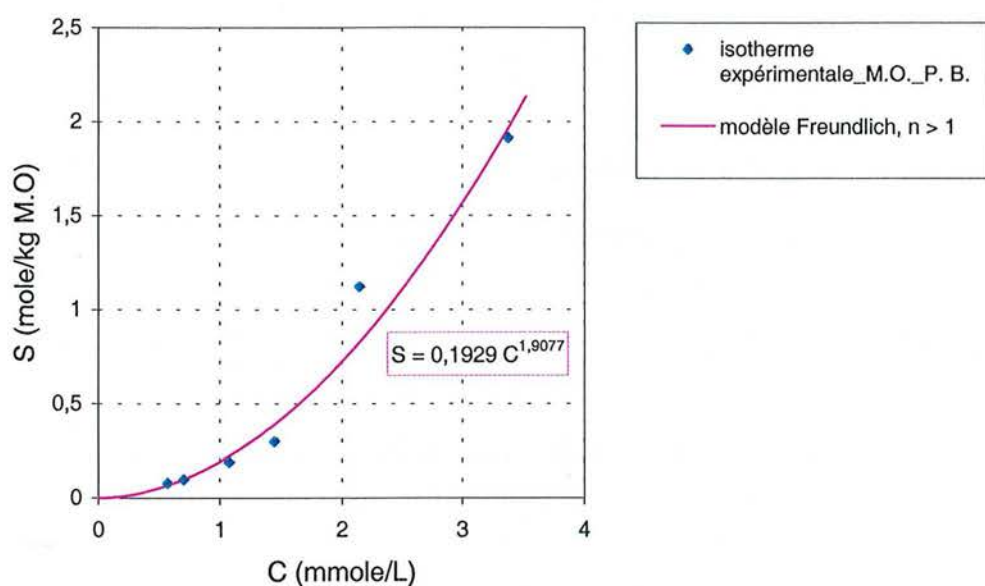 2,5
2
1,5
1
0,5
0
0
1
2
3
4
S (mole/kg M.O)
C (mmole/L)
S = 0,1929 C^1,9077
isotherme
expérimentale_M.O._P. B.
modèle Freundlich, n > 1